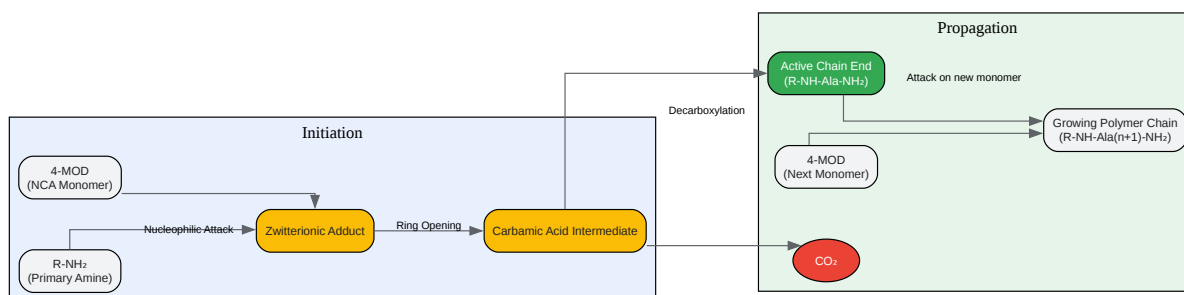 Propagation
Active Chain End
(R-NH-Ala-NH₂)
Attack on new monomer
Decarboxylation
Growing Polymer Chain
(R-NH-Ala(n+1)-NH₂)
Initiation
4-MOD
(NCA Monomer)
4-MOD
(Next Monomer)
Nucleophilic Attack
Zwitterionic Adduct
Ring Opening
Carbamic Acid Intermediate
R-NH₂
(Primary Amine)
CO₂